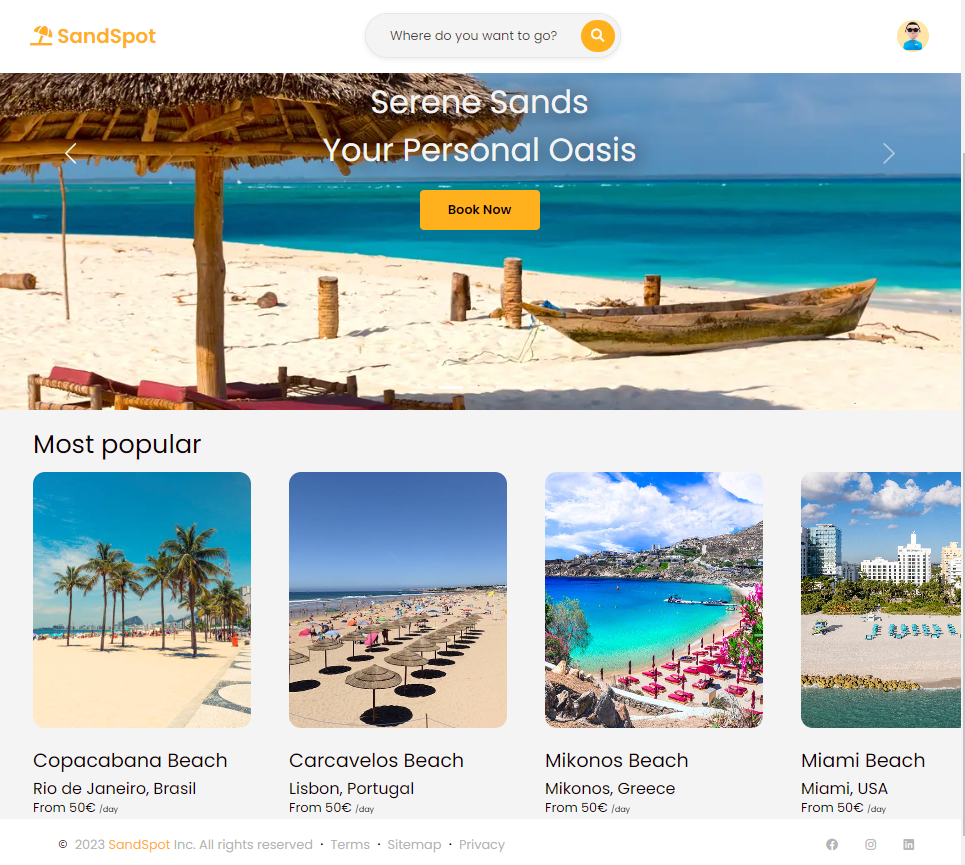 SandSpot
Where do you want to go?
Serene Sands
Your Personal Oasis
Book Now
Most popular
Copacabana Beach
Rio de Janeiro, Brasil
From 50€ /day
Carcavelos Beach
Lisbon, Portugal
From 50€ /day
Mikonos Beach
Mikonos, Greece
From 50€ /day
Miami Beach
Miami, USA
From 50€ /day
© 2023 SandSpot Inc. All rights reserved · Terms · Sitemap · Privacy